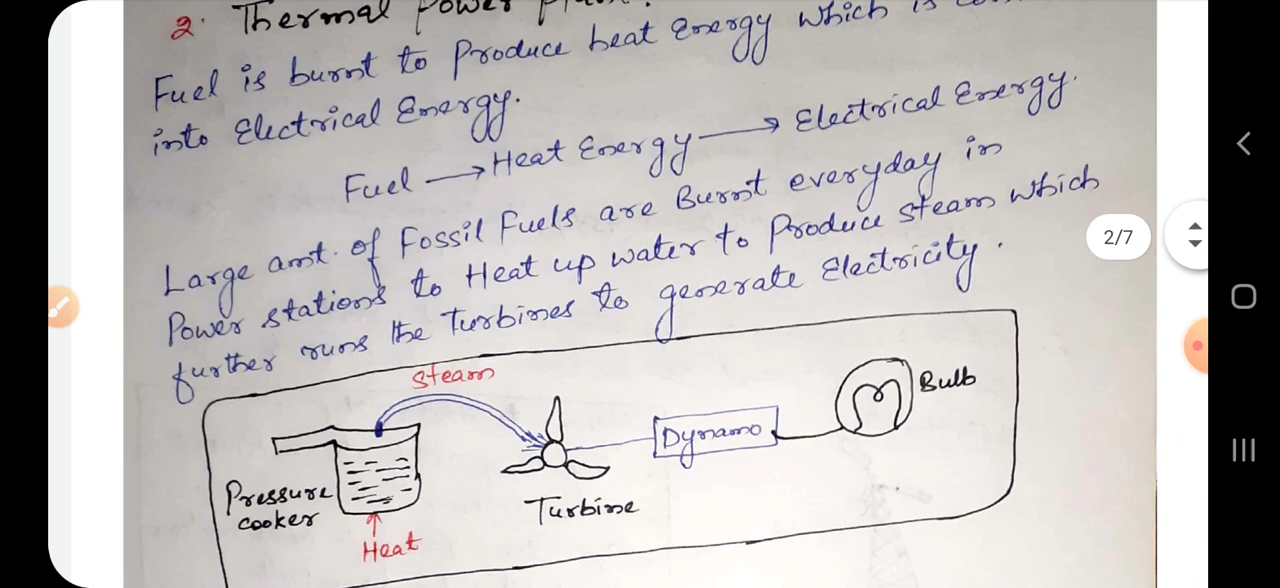 2. Thermal Power Plant
Fuel is burnt to Produce heat Energy which is
into Electrical Energy.
Fuel → Heat Energy → Electrical Energy.
Large amt. of Fossil Fuels are Burnt everyday in
Power stations to Heat up water to Produce steam which
further runs the Turbines to generate Electricity.
Steam
Bulb
Dynamo
Pressure
cooker
Turbine
Heat
2/7